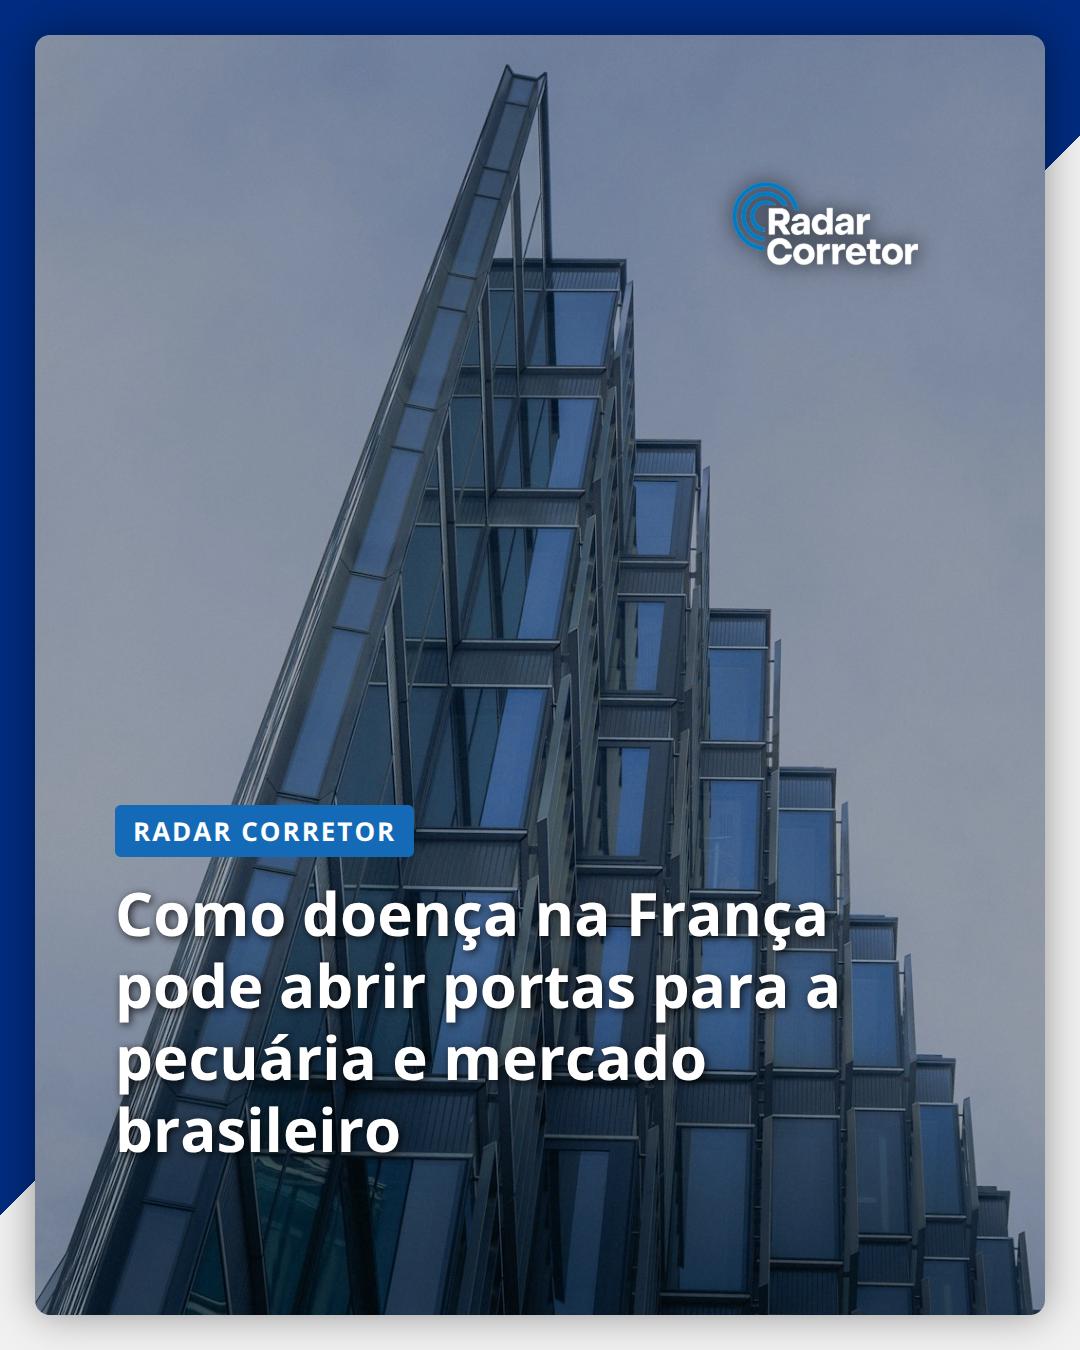 Radar
Corretor
RADAR CORRETOR
Como doença na França
pode abrir portas para a
pecuária e mercado
brasileiro